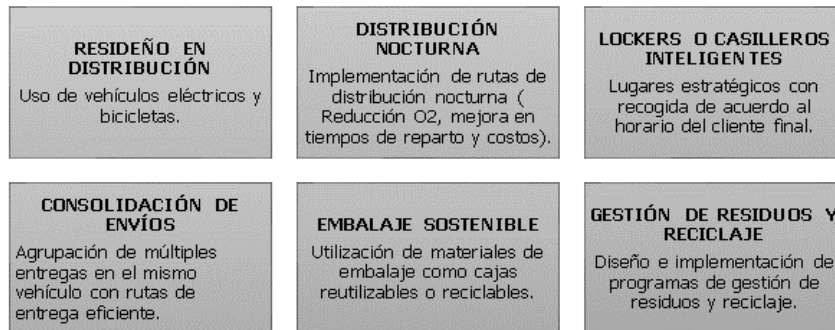 RESIDEÑO EN
DISTRIBUCIÓN
Uso de vehículos eléctricos y
bicicletas.
DISTRIBUCIÓN
NOCTURNA
Implementación de rutas de
distribución nocturna (
Reducción O2, mejora en
tiempos de reparto y costos).
LOCKERS O CASILLEROS
INTELIGENTES
Lugares estratégicos con
recogida de acuerdo al
horario del cliente final.
CONSOLIDACIÓN DE
ENVÍOS
Agrupación de múltiples
entregas en el mismo
vehículo con rutas de
entrega eficiente.
EMBALAJE SOSTENIBLE
Utilización de materiales de
embalaje como cajas
reutilizables o reciclables.
GESTIÓN DE RESIDUOS Y
RECICLAJE
Diseño e implementación de
programas de gestión de
residuos y reciclaje.